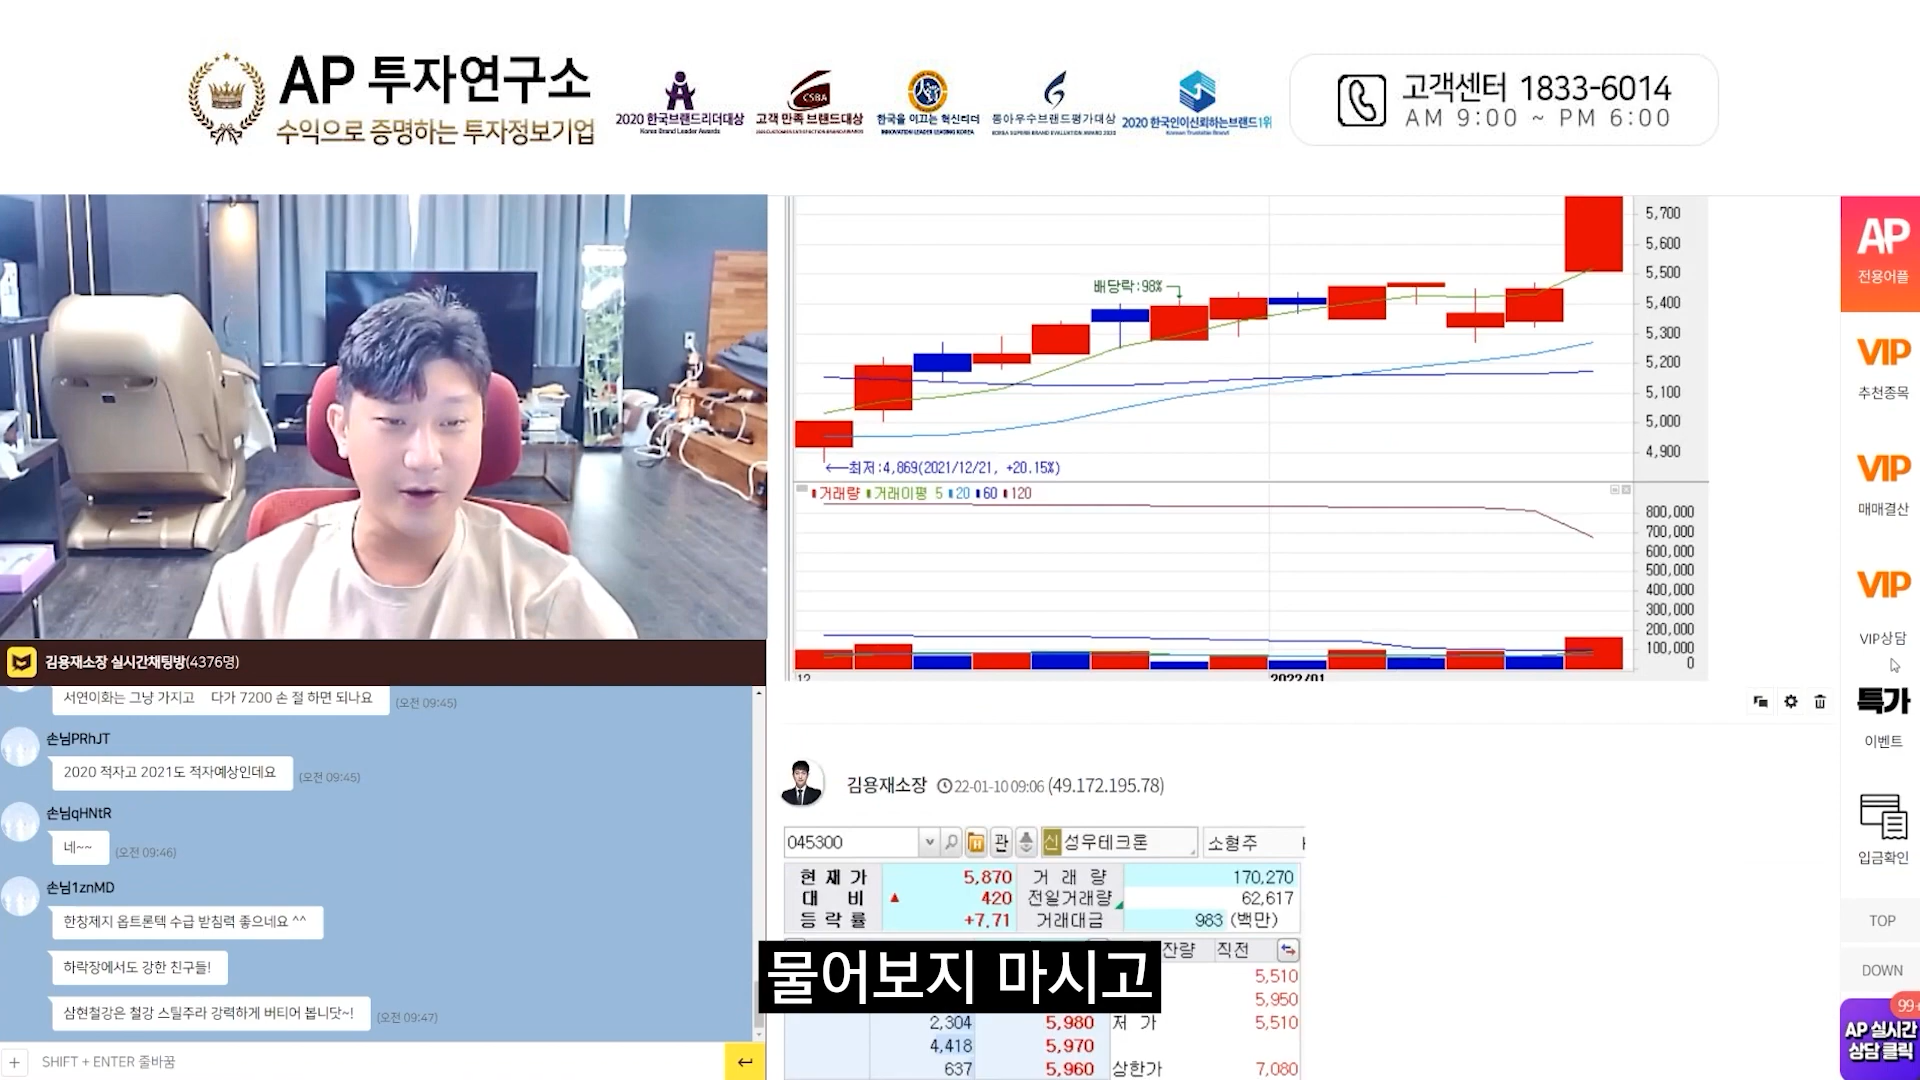 AP 투자연구소
수익으로 증명하는 투자정보기업
2020 한국브랜드리더대상
Korea Brand Leader Awards
CSBA
고객 만족 브랜드대상
2020 CUSTOMER SATISFACTION BRAND AWARDS
한국을 이끄는 혁신리더
INNOVATION LEADER LEADING KOREA
동아우수브랜드평가대상
2020 한국인이신뢰하는브랜드1위
고객센터 1833-6014
AM 9:00 ~ PM 6:00
배당락:98%
←최저:4,869(2021/12/21, +20.15%)
5,700
5,600
5,500
5,400
5,300
5,200
5,100
5,000
4,900
거래량 거래이평 5 20 60 120
800,000
700,000
600,000
500,000
400,000
300,000
200,000
100,000
0
12
2022/01
김용재소장 실시간채팅방(4376명)
서연이화는 그냥 가지고 다가 7200 손 절 하면 되나요
(오전 09:45)
손님PRhJT
2020 적자고 2021도 적자예상인데요
(오전 09:45)
손님qHNtR
네~~
(오전 09:46)
손님1znMD
한창제지 옵트론텍 수급 받침력 좋으네요 ^^
하락장에서도 강한 친구들!
삼현철강은 철강 스틸주라 강력하게 버티어 봅니닷~!
(오전 09:47)
SHIFT + ENTER 줄바꿈
김용재소장 22-01-10 09:06 (49.172.195.78)
045300 관 신 성우테크론 소형주
현재가 5,870 거래량 170,270
대비 ▲ 420 전일거래량 62,617
등락률 +7.71 거래대금 983 (백만)
잔량 직전
5,510
5,950
2,304 5,980 저 가 5,510
4,418 5,970
637 5,960 상한가 7,080
물어보지 마시고
AP
전용어플
VIP
추천종목
VIP
매매결산
VIP
VIP상담
특가
이벤트
입금확인
TOP
DOWN
99+
AP 실시간
상담 클릭